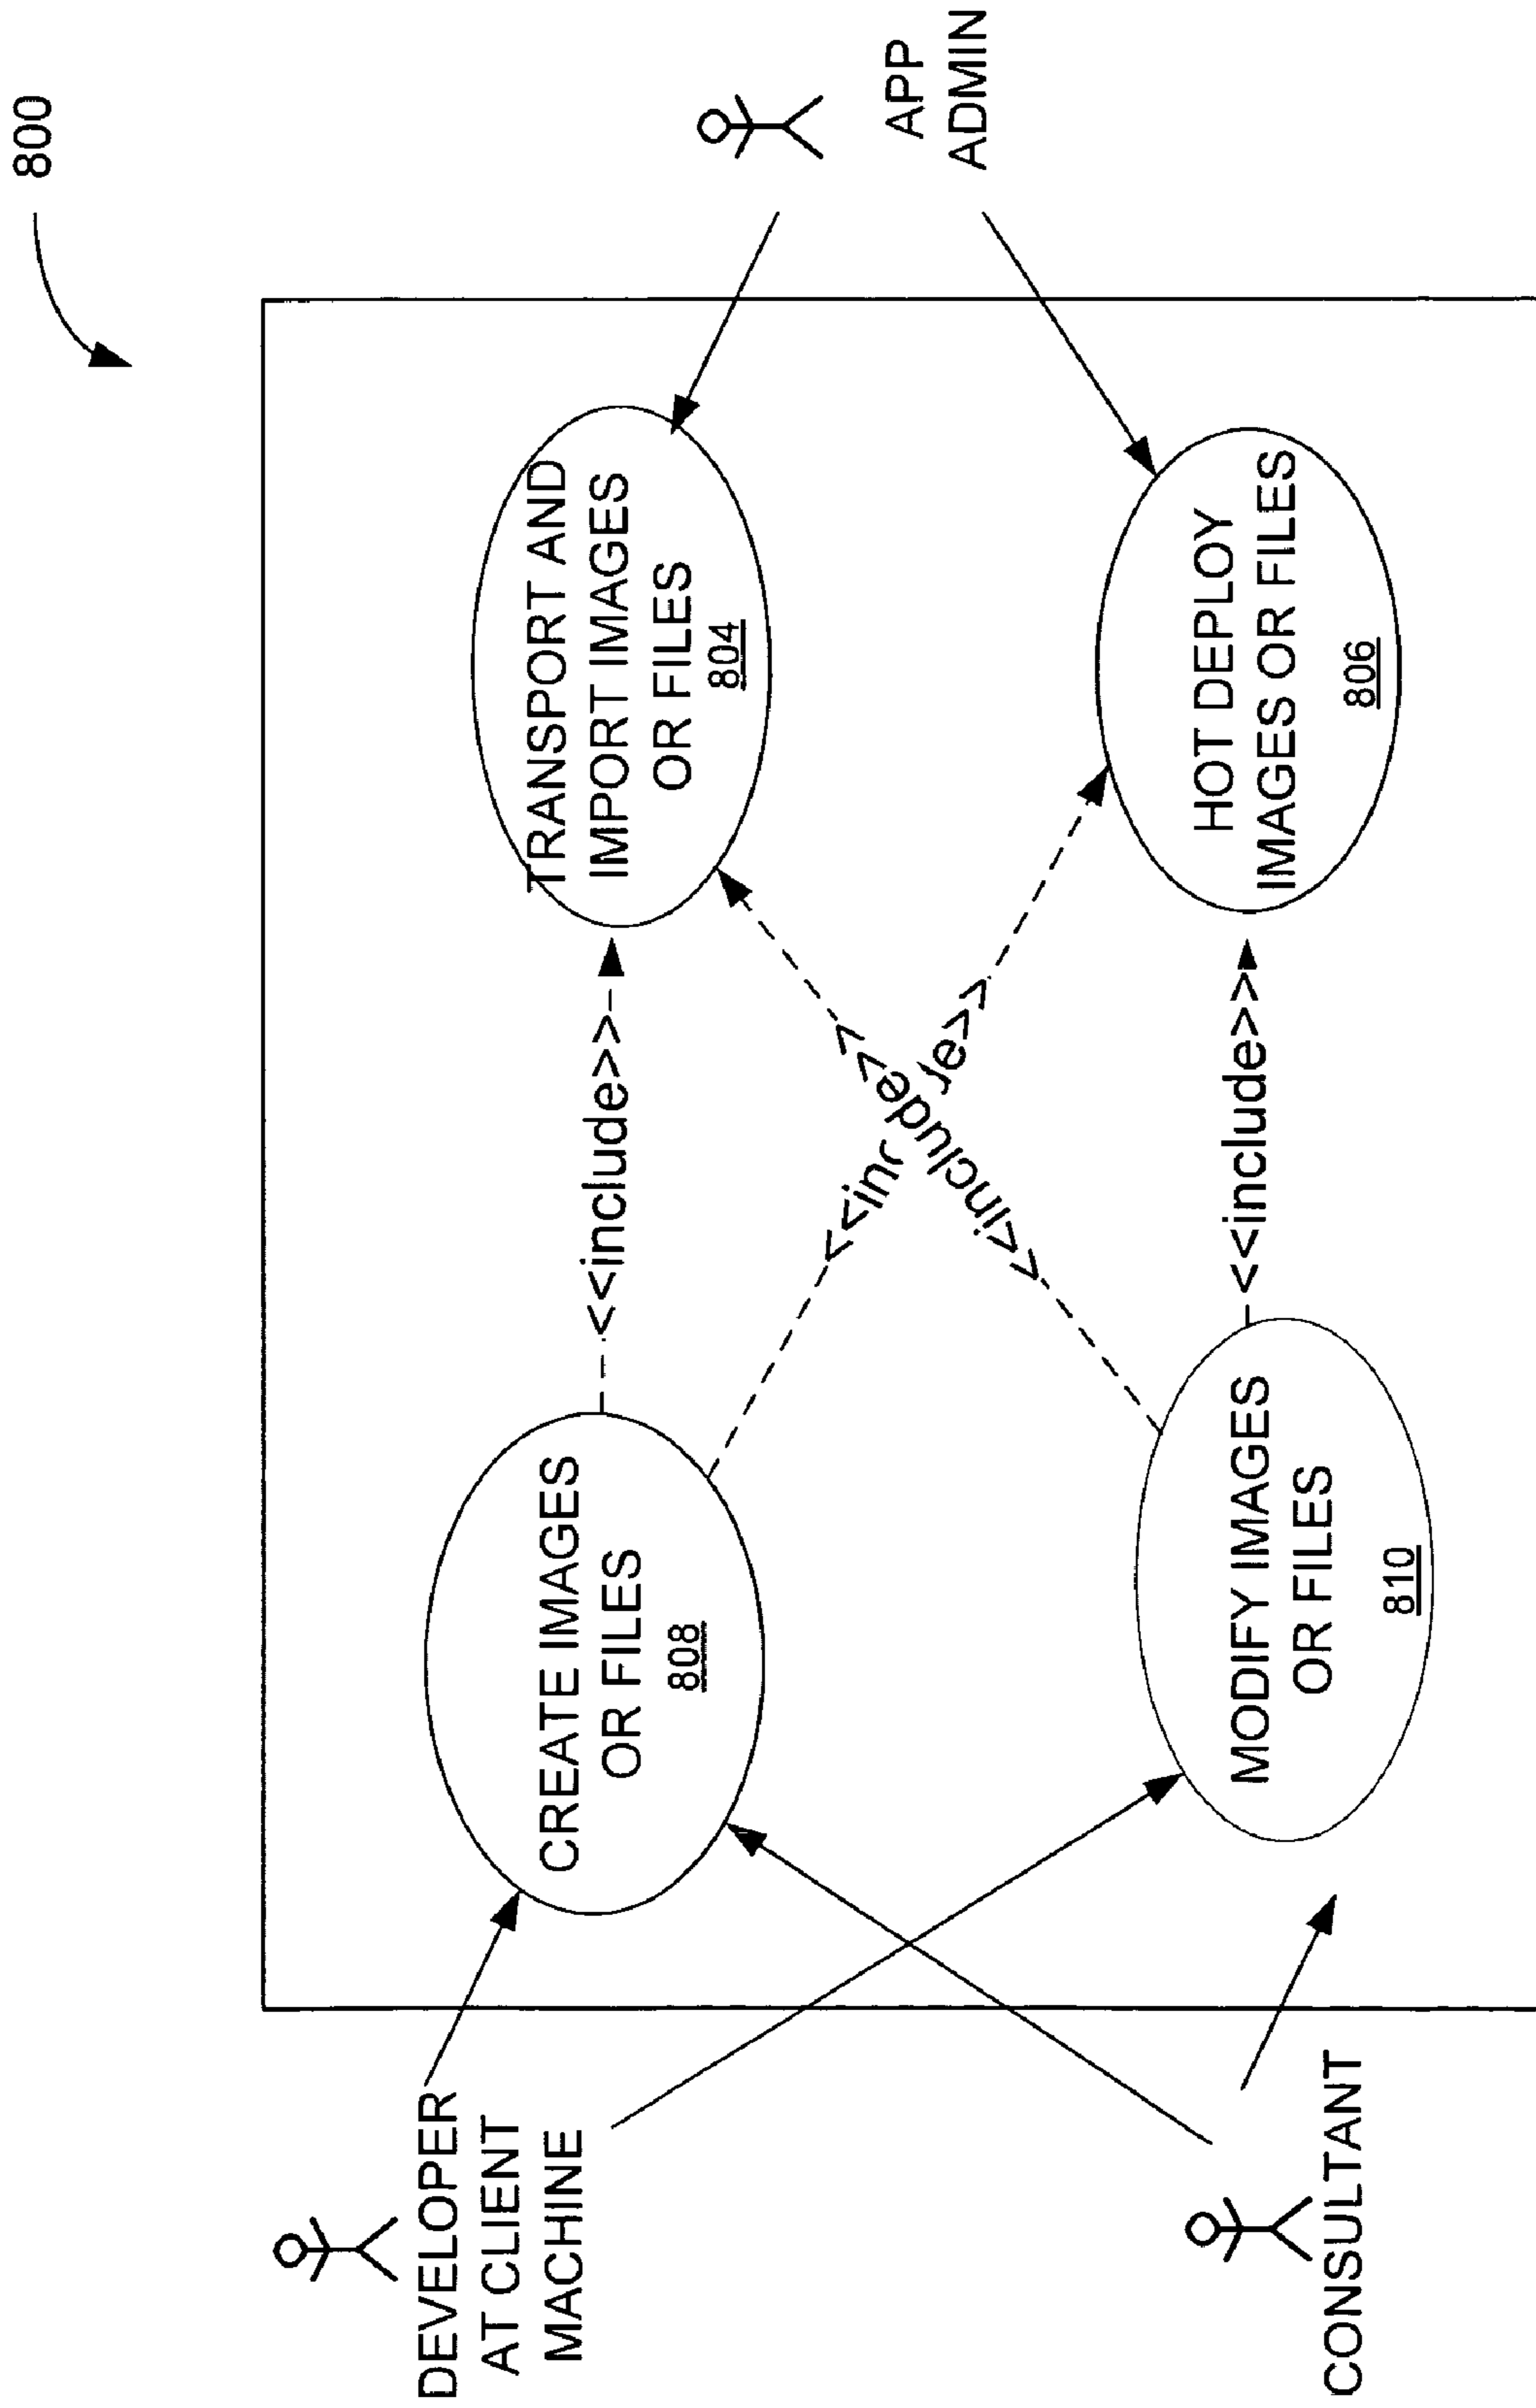 800
DEVELOPER
AT CLIENT
MACHINE
CREATE IMAGES
OR FILES
808
<<include>>
TRANSPORT AND
IMPORT IMAGES
OR FILES
804
APP
ADMIN
<<include>>
CONSULTANT
MODIFY IMAGES
OR FILES
810
<<include>>
HOT DEPLOY
IMAGES OR FILES
806